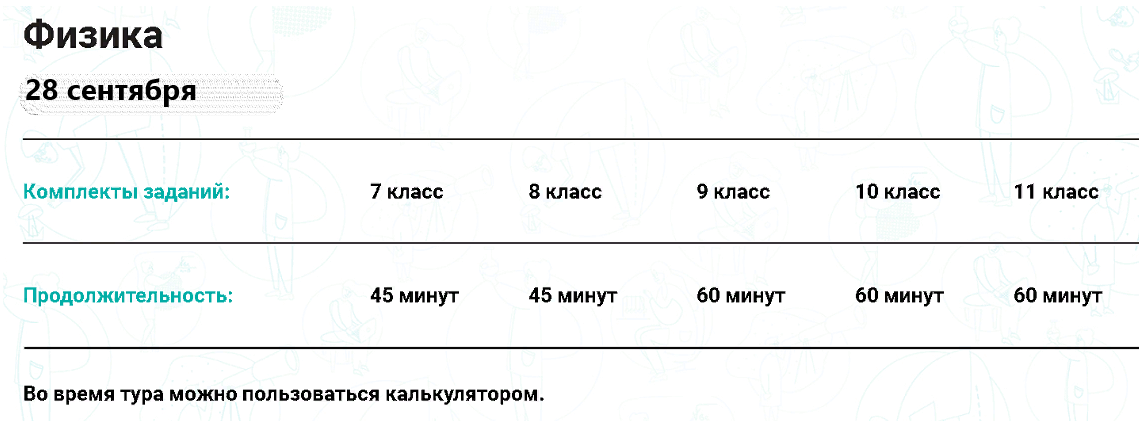 Физика
28 сентября
Комплекты заданий: 7 класс 8 класс 9 класс 10 класс 11 класс
Продолжительность: 45 минут 45 минут 60 минут 60 минут 60 минут
Во время тура можно пользоваться калькулятором.